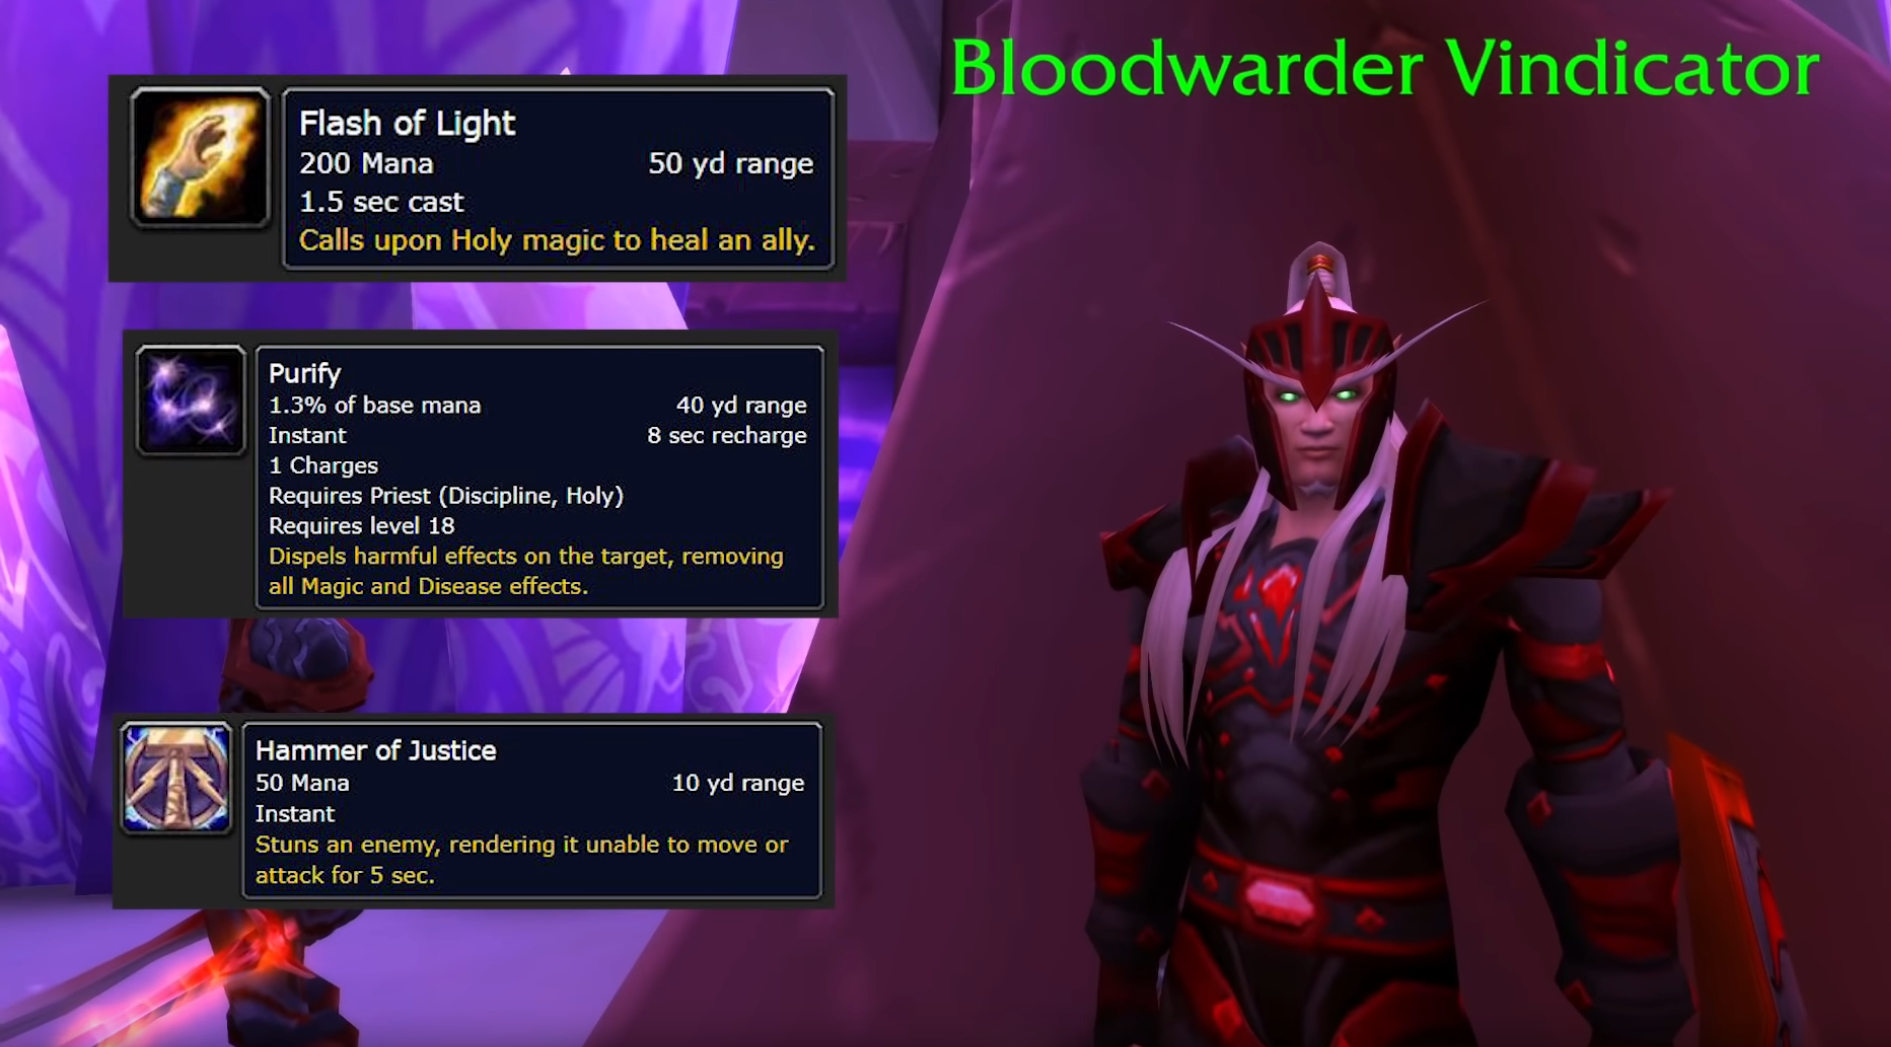 Bloodwarder Vindicator
Flash of Light
200 Mana 50 yd range
1.5 sec cast
Calls upon Holy magic to heal an ally.
Purify
1.3% of base mana 40 yd range
Instant 8 sec recharge
1 Charges
Requires Priest (Discipline, Holy)
Requires level 18
Dispels harmful effects on the target, removing
all Magic and Disease effects.
Hammer of Justice
50 Mana 10 yd range
Instant
Stuns an enemy, rendering it unable to move or
attack for 5 sec.